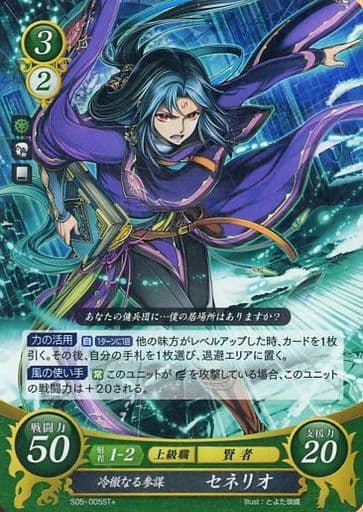 3
2
あなたの傭兵団に…僕の居場所はありますか?
力の活用 自 1ターンに1回 他の味方がレベルアップした時、カードを1枚
引く。その後、自分の手札を1枚選び、退避エリアに置く。
風の使い手 常 このユニットが を攻撃している場合、このユニット
の戦闘力は+20される。
戦闘力
50
射程 1-2 上級職 賢者
支援力
20
冷徹なる参謀 セネリオ
S05-005ST+
Illust:とよた瑣織